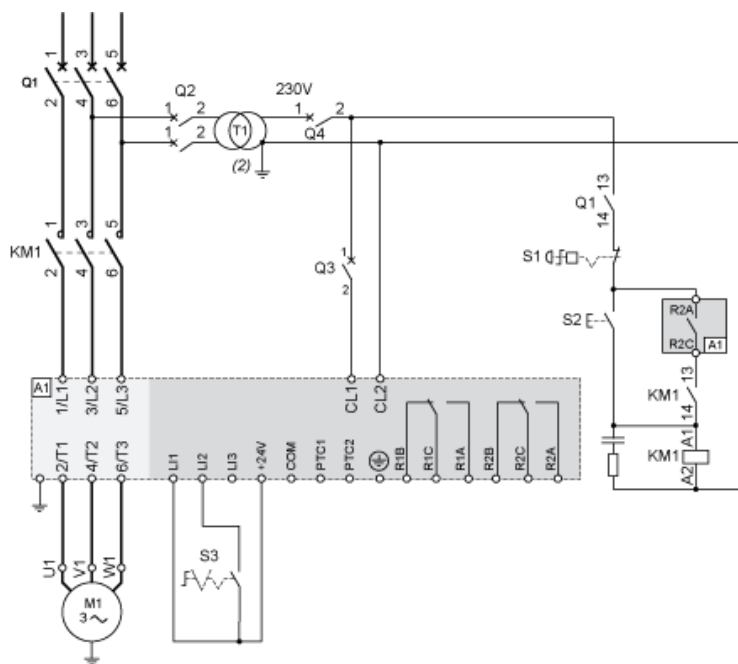 1 3 5
Q1
2 4 6
Q2
1 2
1 2
T1
(2)
230V
1 2
Q4
13
Q1
14
S1
S2
R2A
R2C
A1
1 3 5
KM1
2 4 6
1
Q3
2
13
KM1
14
A1
KM1
A2
A1
1/L1 3/L2 5/L3 CL1 CL2
2/T1 4/T2 6/T3 LI1 LI2 LI3 +24V COM PTC1 PTC2 R1B R1C R1A R2B R2C R2A
S3
U1 V1 W1
M1
3~